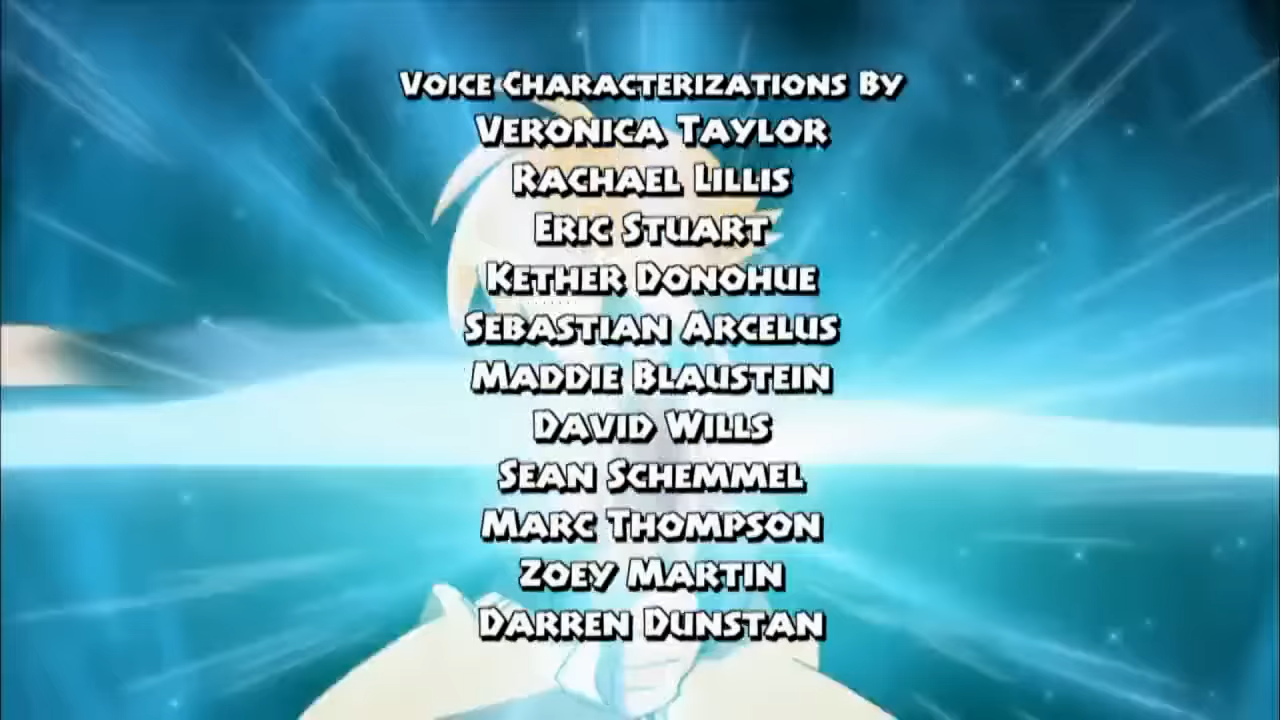 Voice Characterizations By
Veronica Taylor
Rachael Lillis
Eric Stuart
Kether Donohue
Sebastian Arcelus
Maddie Blaustein
David Wills
Sean Schemmel
Marc Thompson
Zoey Martin
Darren Dunstan